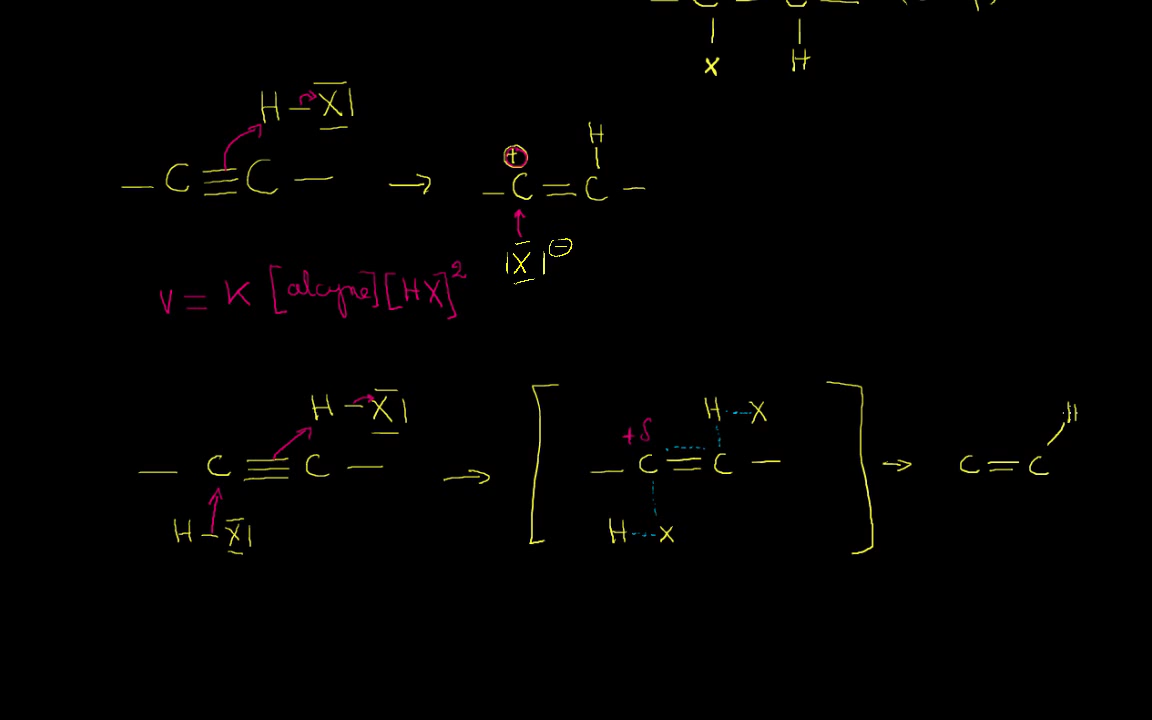 X H
H – X|
H
⊕
– C ≡ C – → – C = C –
|X|⊖
V = K [alcyne][HX]²
H – X| H --- X
+δ H
— C ≡ C — → [ — C = C — ] → C = C
H – X| H --- X